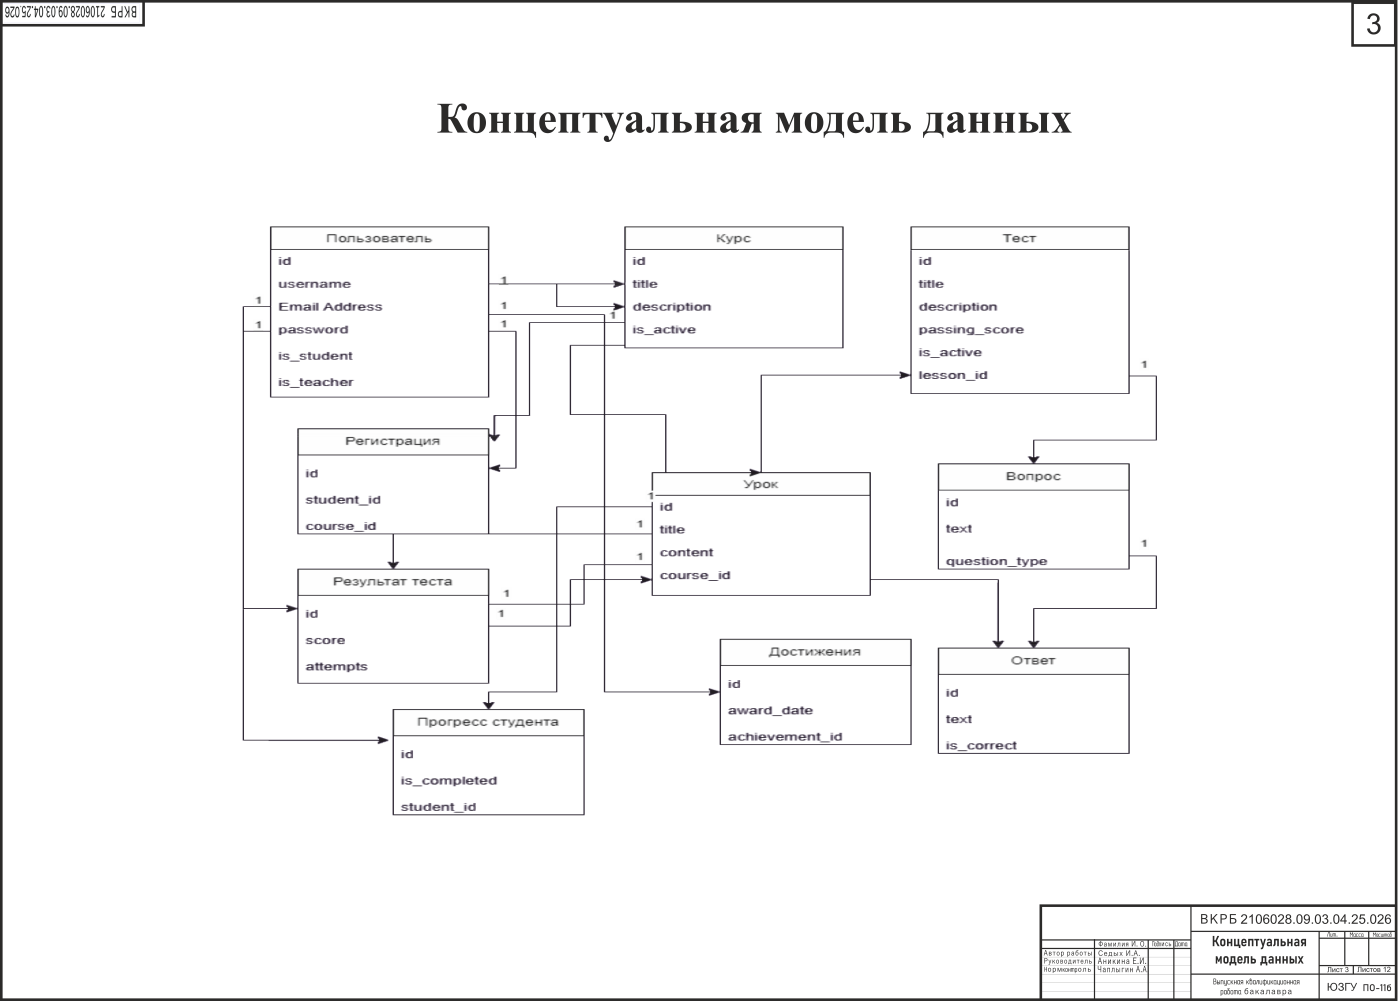 ВКРБ 2106028.09.03.04.25.026
3
Концептуальная модель данных
Пользователь
id
username
Email Address
password
is_student
is_teacher
1
1
1
1
1
Курс
id
title
description
is_active
1
Тест
id
title
description
passing_score
is_active
lesson_id
1
Регистрация
id
student_id
course_id
Урок
id
title
content
course_id
1
1
1
Вопрос
id
text
question_type
1
Результат теста
id
score
attempts
1
1
Достижения
id
award_date
achievement_id
Ответ
id
text
is_correct
Прогресс студента
id
is_completed
student_id
ВКРБ 2106028.09.03.04.25.026
Фамилия И. О. Подпись Дата
Автор работы Седых И.А.
Руководитель Аникина Е.И.
Нормконтроль Чаплыгин А.А.
Концептуальная
модель данных
Лит. Масса Масштаб
Лист 3 Листов 12
Выпускная квалификационная
работа бакалавра
ЮЗГУ ПО-11б